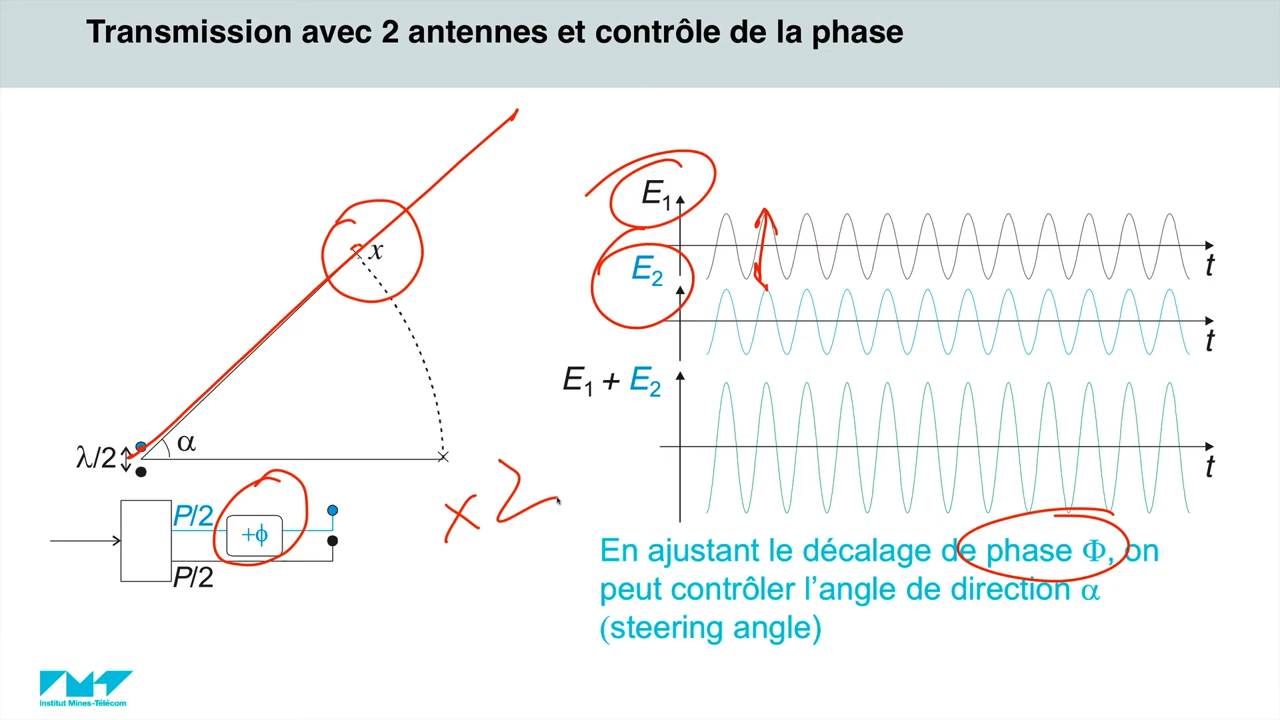 Transmission avec 2 antennes et contrôle de la phase
x
α
λ/2
P/2
+ϕ
P/2
x2
E1
t
E2
t
E1 + E2
t
En ajustant le décalage de phase Φ, on
peut contrôler l'angle de direction α
(steering angle)
Institut Mines-Télécom